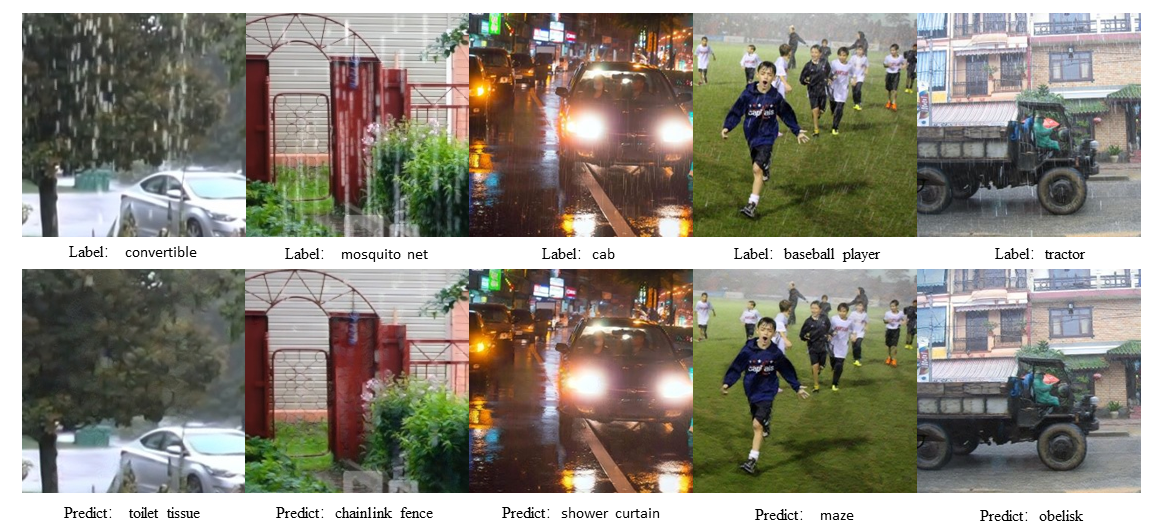 Label: convertible
Label: mosquito net
Label: cab
Label: baseball player
Label: tractor
Predict: toilet tissue
Predict: chainlink fence
Predict: shower curtain
Predict: maze
Predict: obelisk